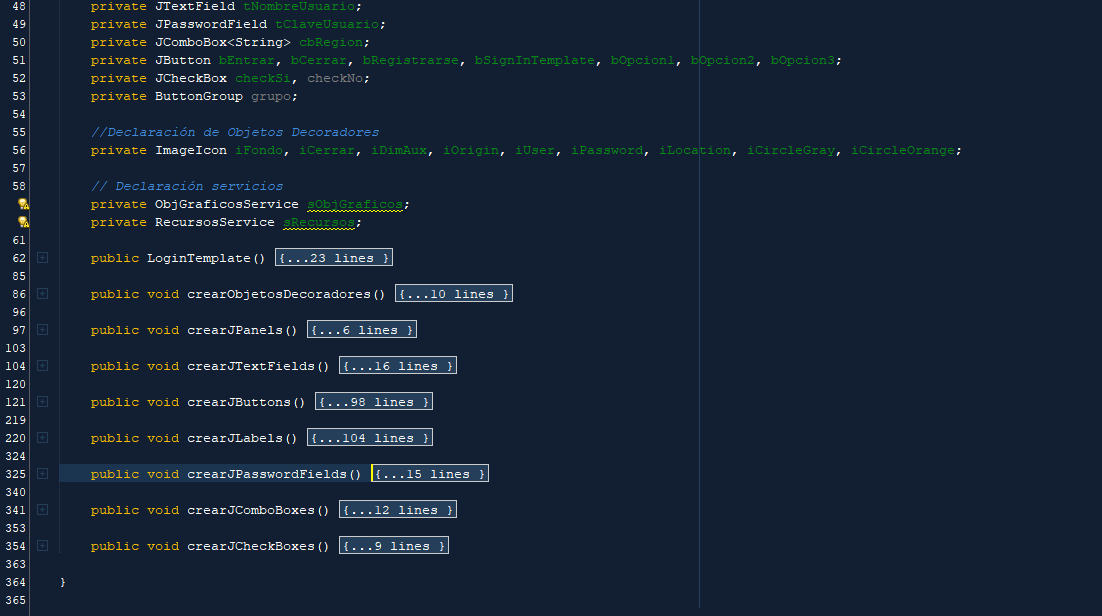 48 private JTextField tNombreUsuario;
49 private JPasswordField tClaveUsuario;
50 private JComboBox<String> cbRegion;
51 private JButton bEntrar, bCerrar, bRegistrarse, bSignInTemplate, bOpcion1, bOpcion2, bOpcion3;
52 private JCheckBox checkSi, checkNo;
53 private ButtonGroup grupo;
54
55 //Declaración de Objetos Decoradores
56 private ImageIcon iFondo, iCerrar, iDimAux, iOrigin, iUser, iPassword, iLocation, iCircleGray, iCircleOrange;
57
58 // Declaración servicios
private ObjGraficosService sObjGraficos;
private RecursosService sRecursos;
61
62 public LoginTemplate() {...23 lines }
85
86 public void crearObjetosDecoradores() {...10 lines }
96
97 public void crearJPanels() {...6 lines }
103
104 public void crearJTextFields() {...16 lines }
120
121 public void crearJButtons() {...98 lines }
219
220 public void crearJLabels() {...104 lines }
324
325 public void crearJPasswordFields() {...15 lines }
340
341 public void crearJComboBoxes() {...12 lines }
353
354 public void crearJCheckBoxes() {...9 lines }
363
364 }
365